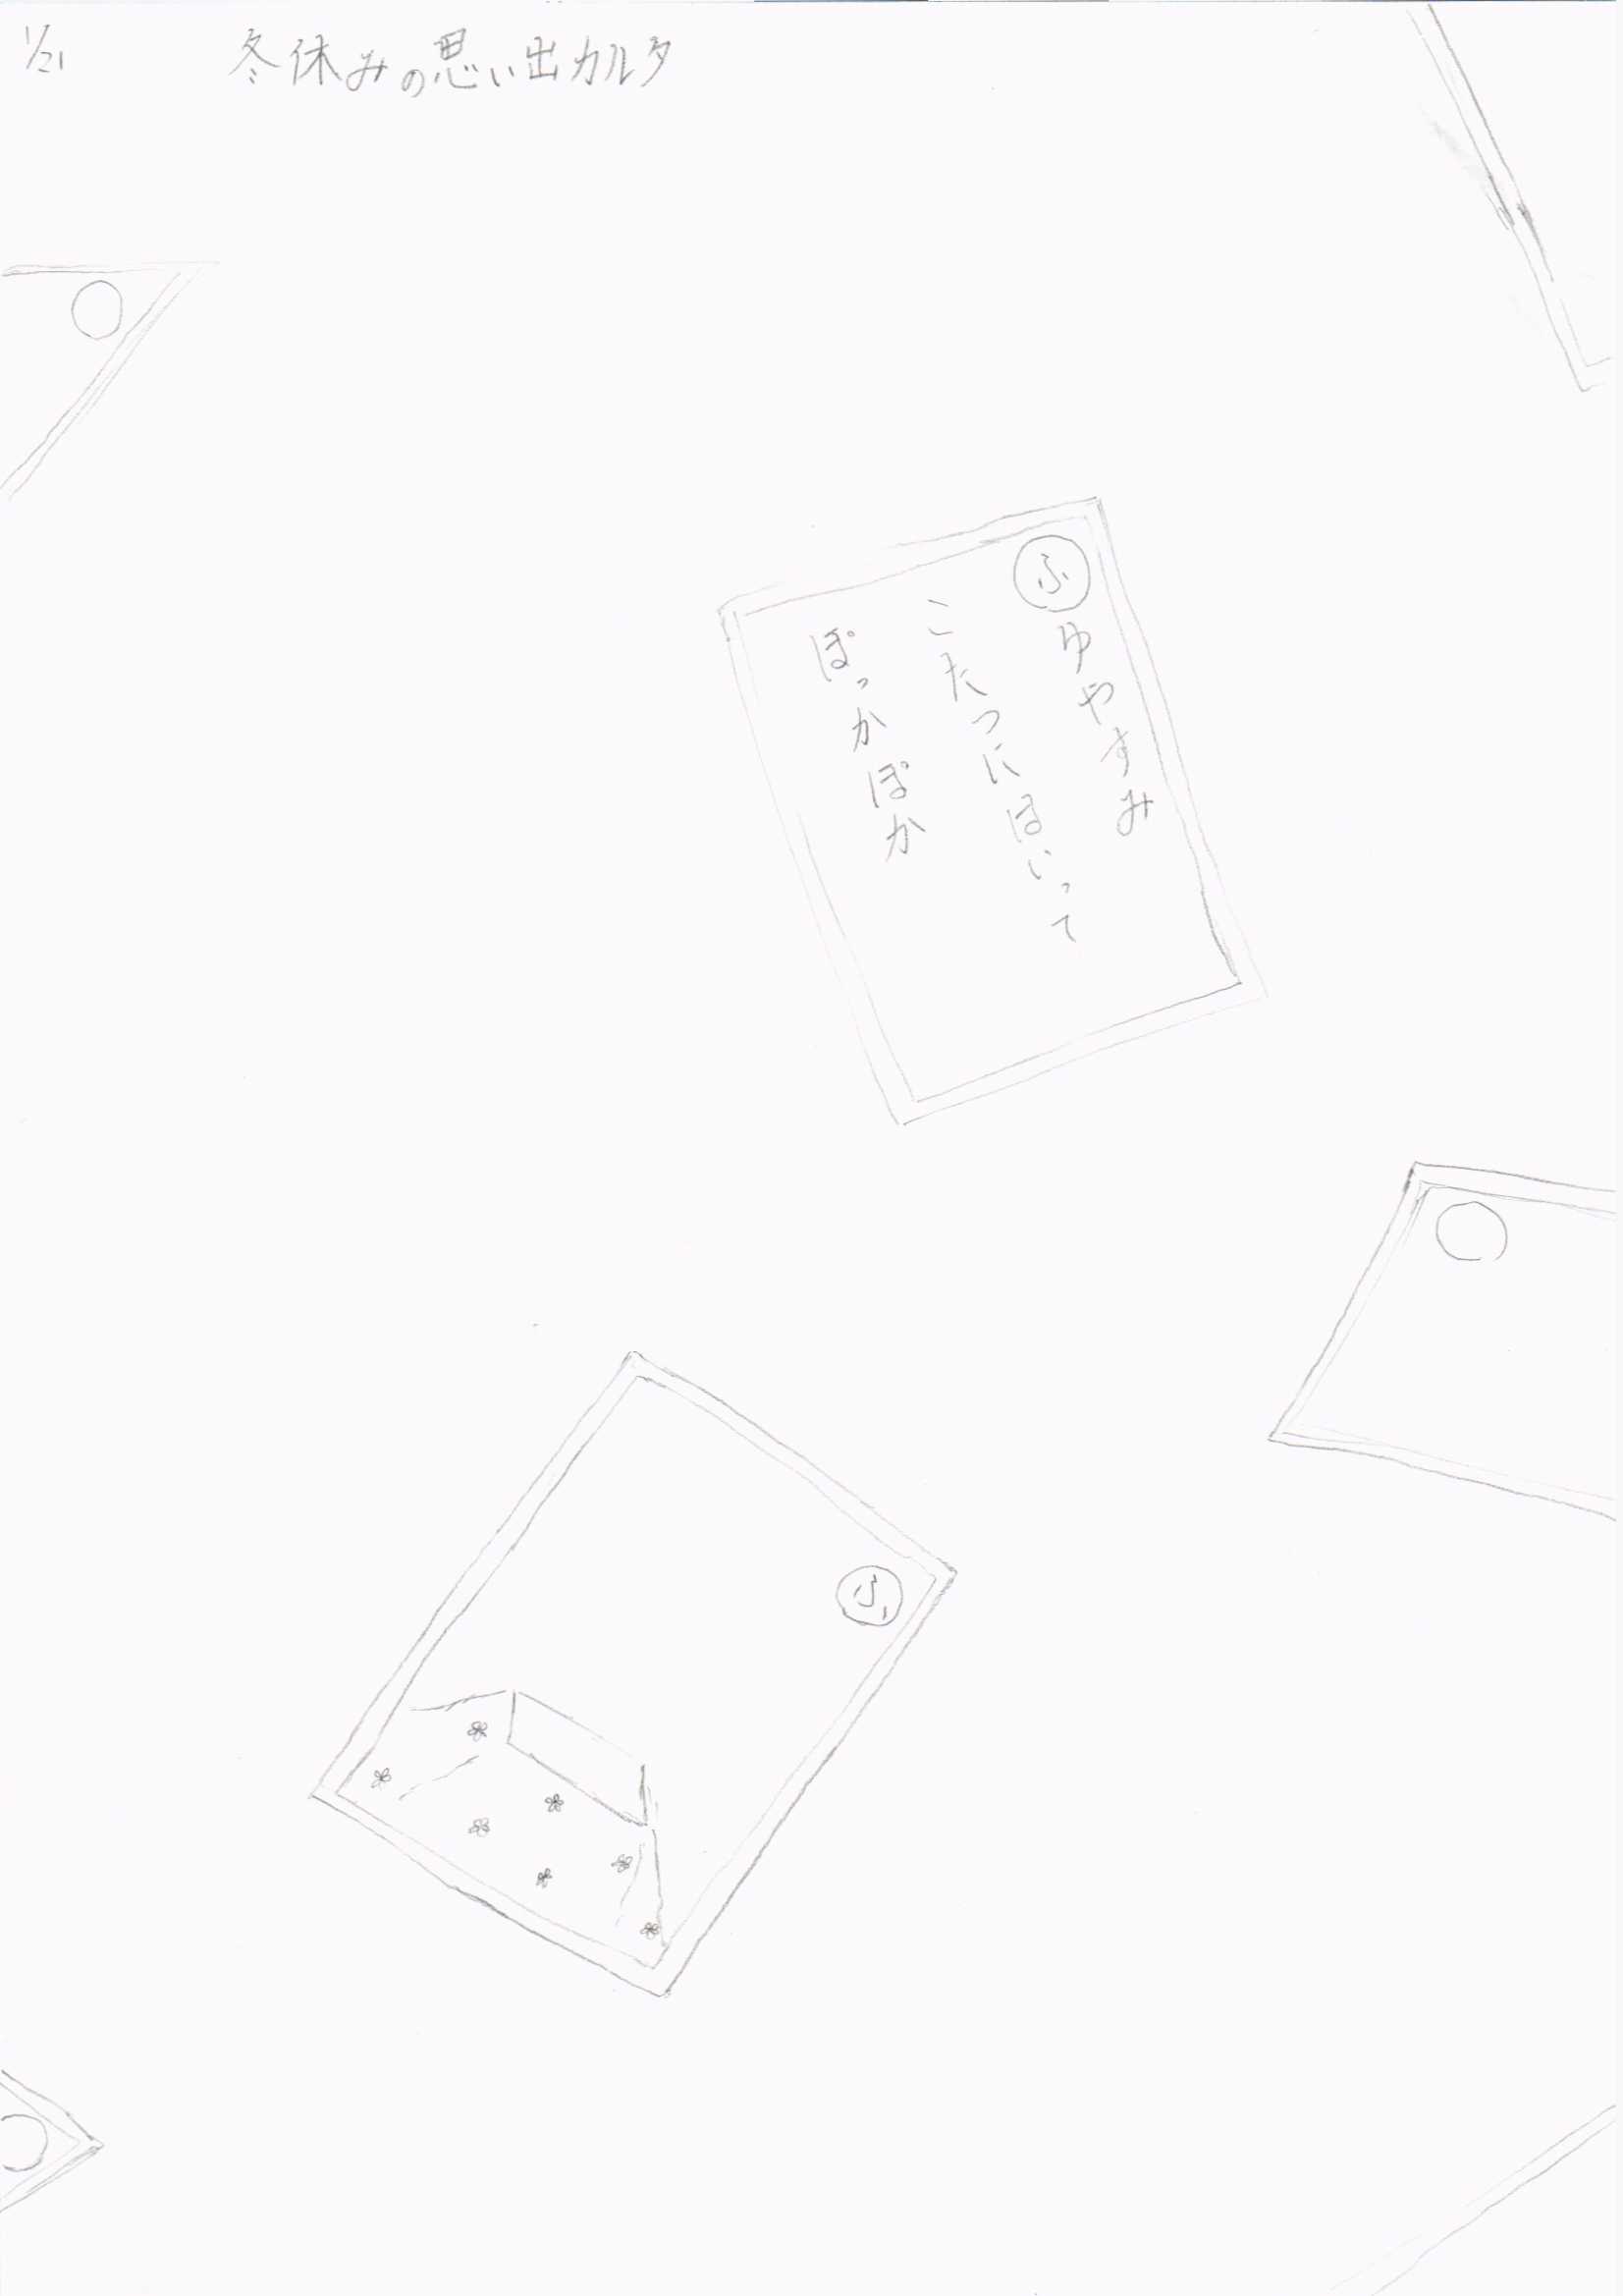 1/21
冬休みの思い出カルタ
ふゆやすみ
こたつにはいって
ぽっかぽか
ふ